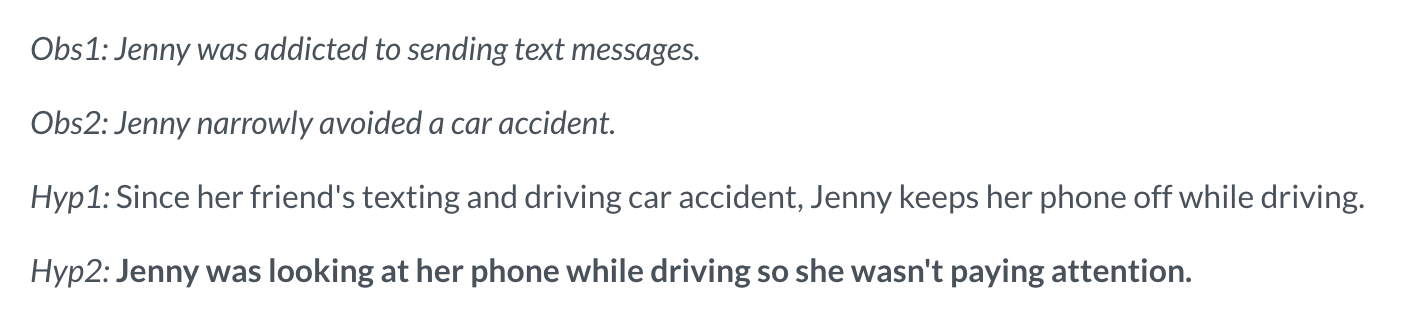 Obs1: Jenny was addicted to sending text messages.
Obs2: Jenny narrowly avoided a car accident.
Hyp1: Since her friend's texting and driving car accident, Jenny keeps her phone off while driving.
Hyp2: Jenny was looking at her phone while driving so she wasn't paying attention.